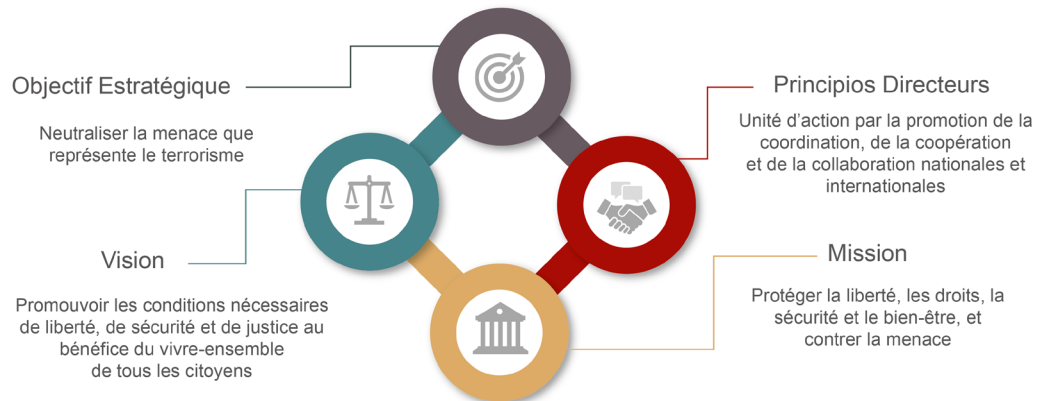 Objectif Estratégique
Neutraliser la menace que
représente le terrorisme
Principios Directeurs
Unité d’action par la promotion de la
coordination, de la coopération
et de la collaboration nationales et
internationales
Vision
Promouvoir les conditions nécessaires
de liberté, de sécurité et de justice au
bénéfice du vivre-ensemble
de tous les citoyens
Mission
Protéger la liberté, les droits, la
sécurité et le bien-être, et
contrer la menace